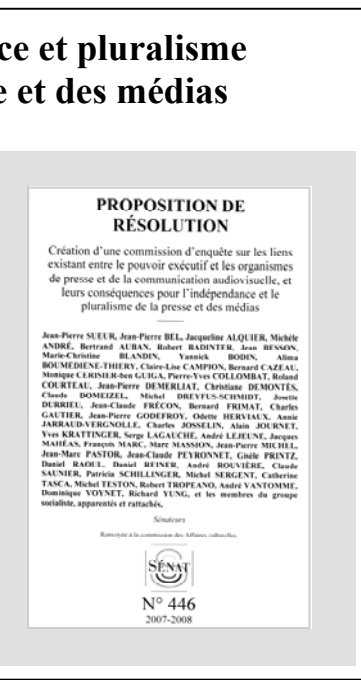 ce et pluralisme
e et des médias
PROPOSITION DE
RÉSOLUTION
Création d'une commission d'enquête sur les liens
existant entre le pouvoir exécutif et les organismes
de presse et de la communication audiovisuelle, et
leurs conséquences pour l'indépendance et le
pluralisme de la presse et des médias
Jean-Pierre SUEUR, Jean-Pierre BEL, Jacqueline ALQUIER, Michèle
ANDRÉ, Bertrand AUBAN, Robert BADINTER, Jean BESSON,
Marie-Christine BLANDIN, Yannick BODIN, Alima
BOUMEDIENE-THIERY, Claire-Lise CAMPION, Bernard CAZEAU,
Monique CERISIER-ben GUIGA, Pierre-Yves COLLOMBAT, Roland
COURTEAU, Jean-Pierre DEMERLIAT, Christiane DEMONTÈS,
Claude DOMEIZEL, Michel DREYFUS-SCHMIDT, Josette
DURRIEU, Jean-Claude FRÉCON, Bernard FRIMAT, Charles
GAUTIER, Jean-Pierre GODEFROY, Odette HERVIAUX, Annie
JARRAUD-VERGNOLLE, Charles JOSSELIN, Alain JOURNET,
Yves KRATTINGER, Serge LAGAUCHE, André LEJEUNE, Jacques
MAHÉAS, François MARC, Marc MASSION, Jean-Pierre MICHEL,
Jean-Marc PASTOR, Jean-Claude PEYRONNET, Gisèle PRINTZ,
Daniel RAOUL, Daniel REINER, André ROUVIÈRE, Claude
SAUNIER, Patricia SCHILLINGER, Michel SERGENT, Catherine
TASCA, Michel TESTON, Robert TROPEANO, André VANTOMME,
Dominique VOYNET, Richard YUNG, et les membres du groupe
socialiste, apparentés et rattachés,
Sénateurs
Renvoyée à la commission des Affaires culturelles.
SÉNAT
N° 446
2007-2008